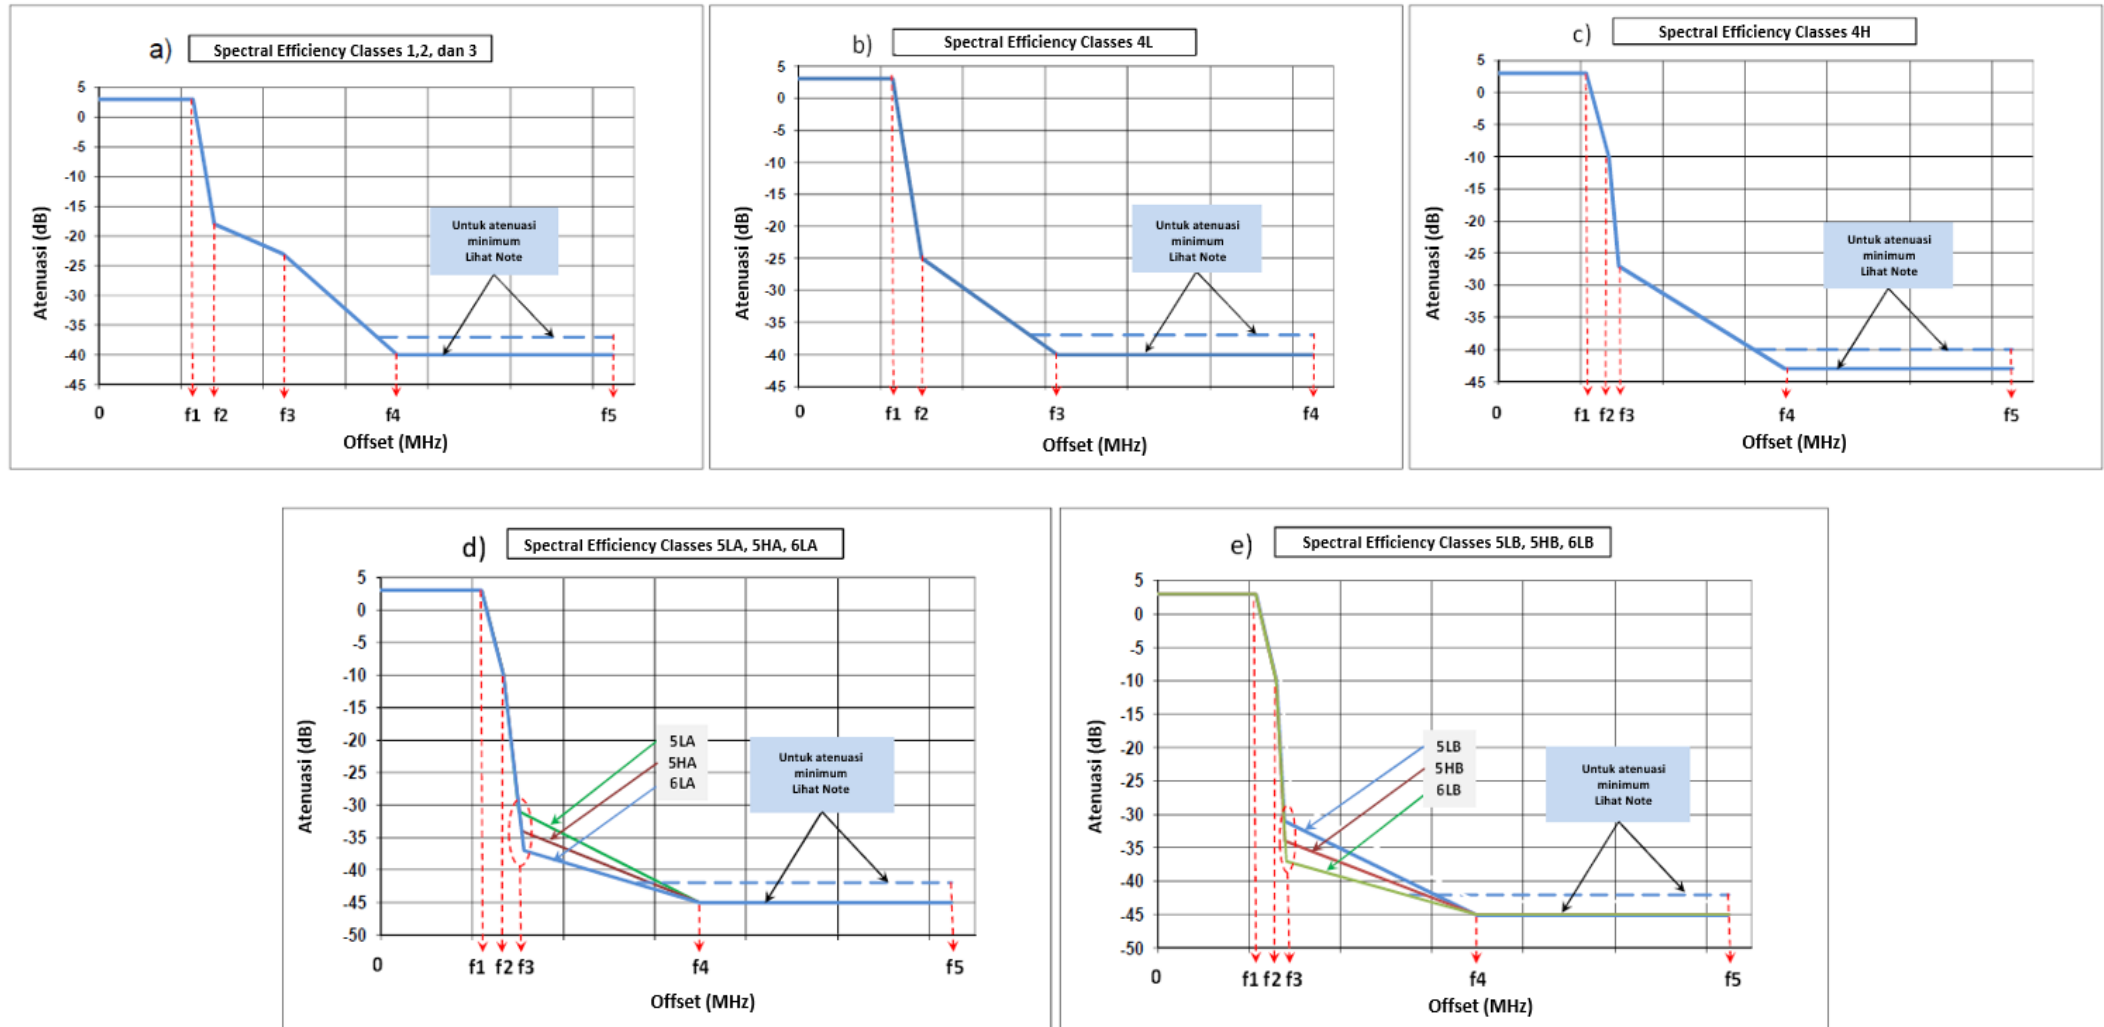 a)
Spectral Efficiency Classes 1,2, dan 3
5
0
-5
-10
-15
-20
-25
-30
-35
-40
-45
Atenuasi (dB)
Untuk atenuasi
minimum
Lihat Note
0 f1 f2 f3 f4 f5
Offset (MHz)
b)
Spectral Efficiency Classes 4L
5
0
-5
-10
-15
-20
-25
-30
-35
-40
-45
Atenuasi (dB)
Untuk atenuasi
minimum
Lihat Note
0 f1 f2 f3 f4
Offset (MHz)
c)
Spectral Efficiency Classes 4H
5
0
-5
-10
-15
-20
-25
-30
-35
-40
-45
Atenuasi (dB)
Untuk atenuasi
minimum
Lihat Note
0 f1 f2 f3 f4 f5
Offset (MHz)
d)
Spectral Efficiency Classes 5LA, 5HA, 6LA
5
0
-5
-10
-15
-20
-25
-30
-35
-40
-45
-50
Atenuasi (dB)
5LA
5HA
6LA
Untuk atenuasi
minimum
Lihat Note
0 f1 f2 f3 f4 f5
Offset (MHz)
e)
Spectral Efficiency Classes 5LB, 5HB, 6LB
5
0
-5
-10
-15
-20
-25
-30
-35
-40
-45
-50
Atenuasi (dB)
5LB
5HB
6LB
Untuk atenuasi
minimum
Lihat Note
0 f1 f2 f3 f4 f5
Offset (MHz)